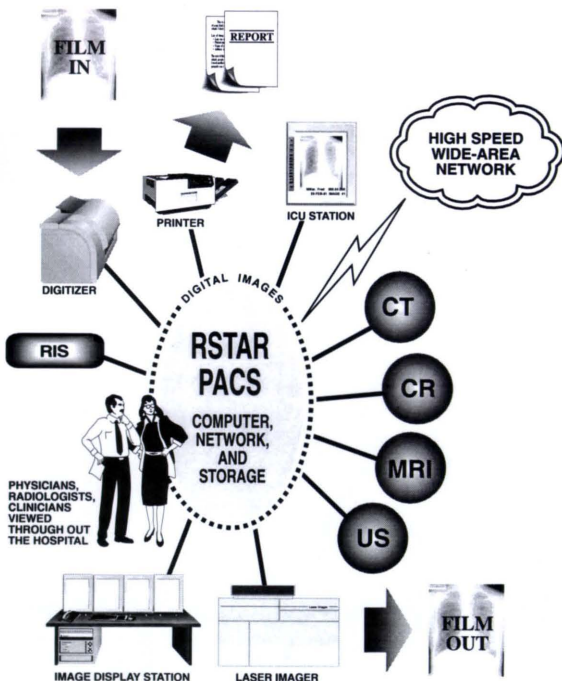 FILM
IN
REPORT
HIGH SPEED
WIDE-AREA
NETWORK
ICU STATION
PRINTER
DIGITIZER
DIGITAL IMAGES
CT
RIS
RSTAR
PACS
COMPUTER,
NETWORK,
AND
STORAGE
CR
MRI
US
PHYSICIANS,
RADIOLOGISTS,
CLINICIANS
VIEWED
THROUGH OUT
THE HOSPITAL
Laser Imager
FILM
OUT
IMAGE DISPLAY STATION
LASER IMAGER